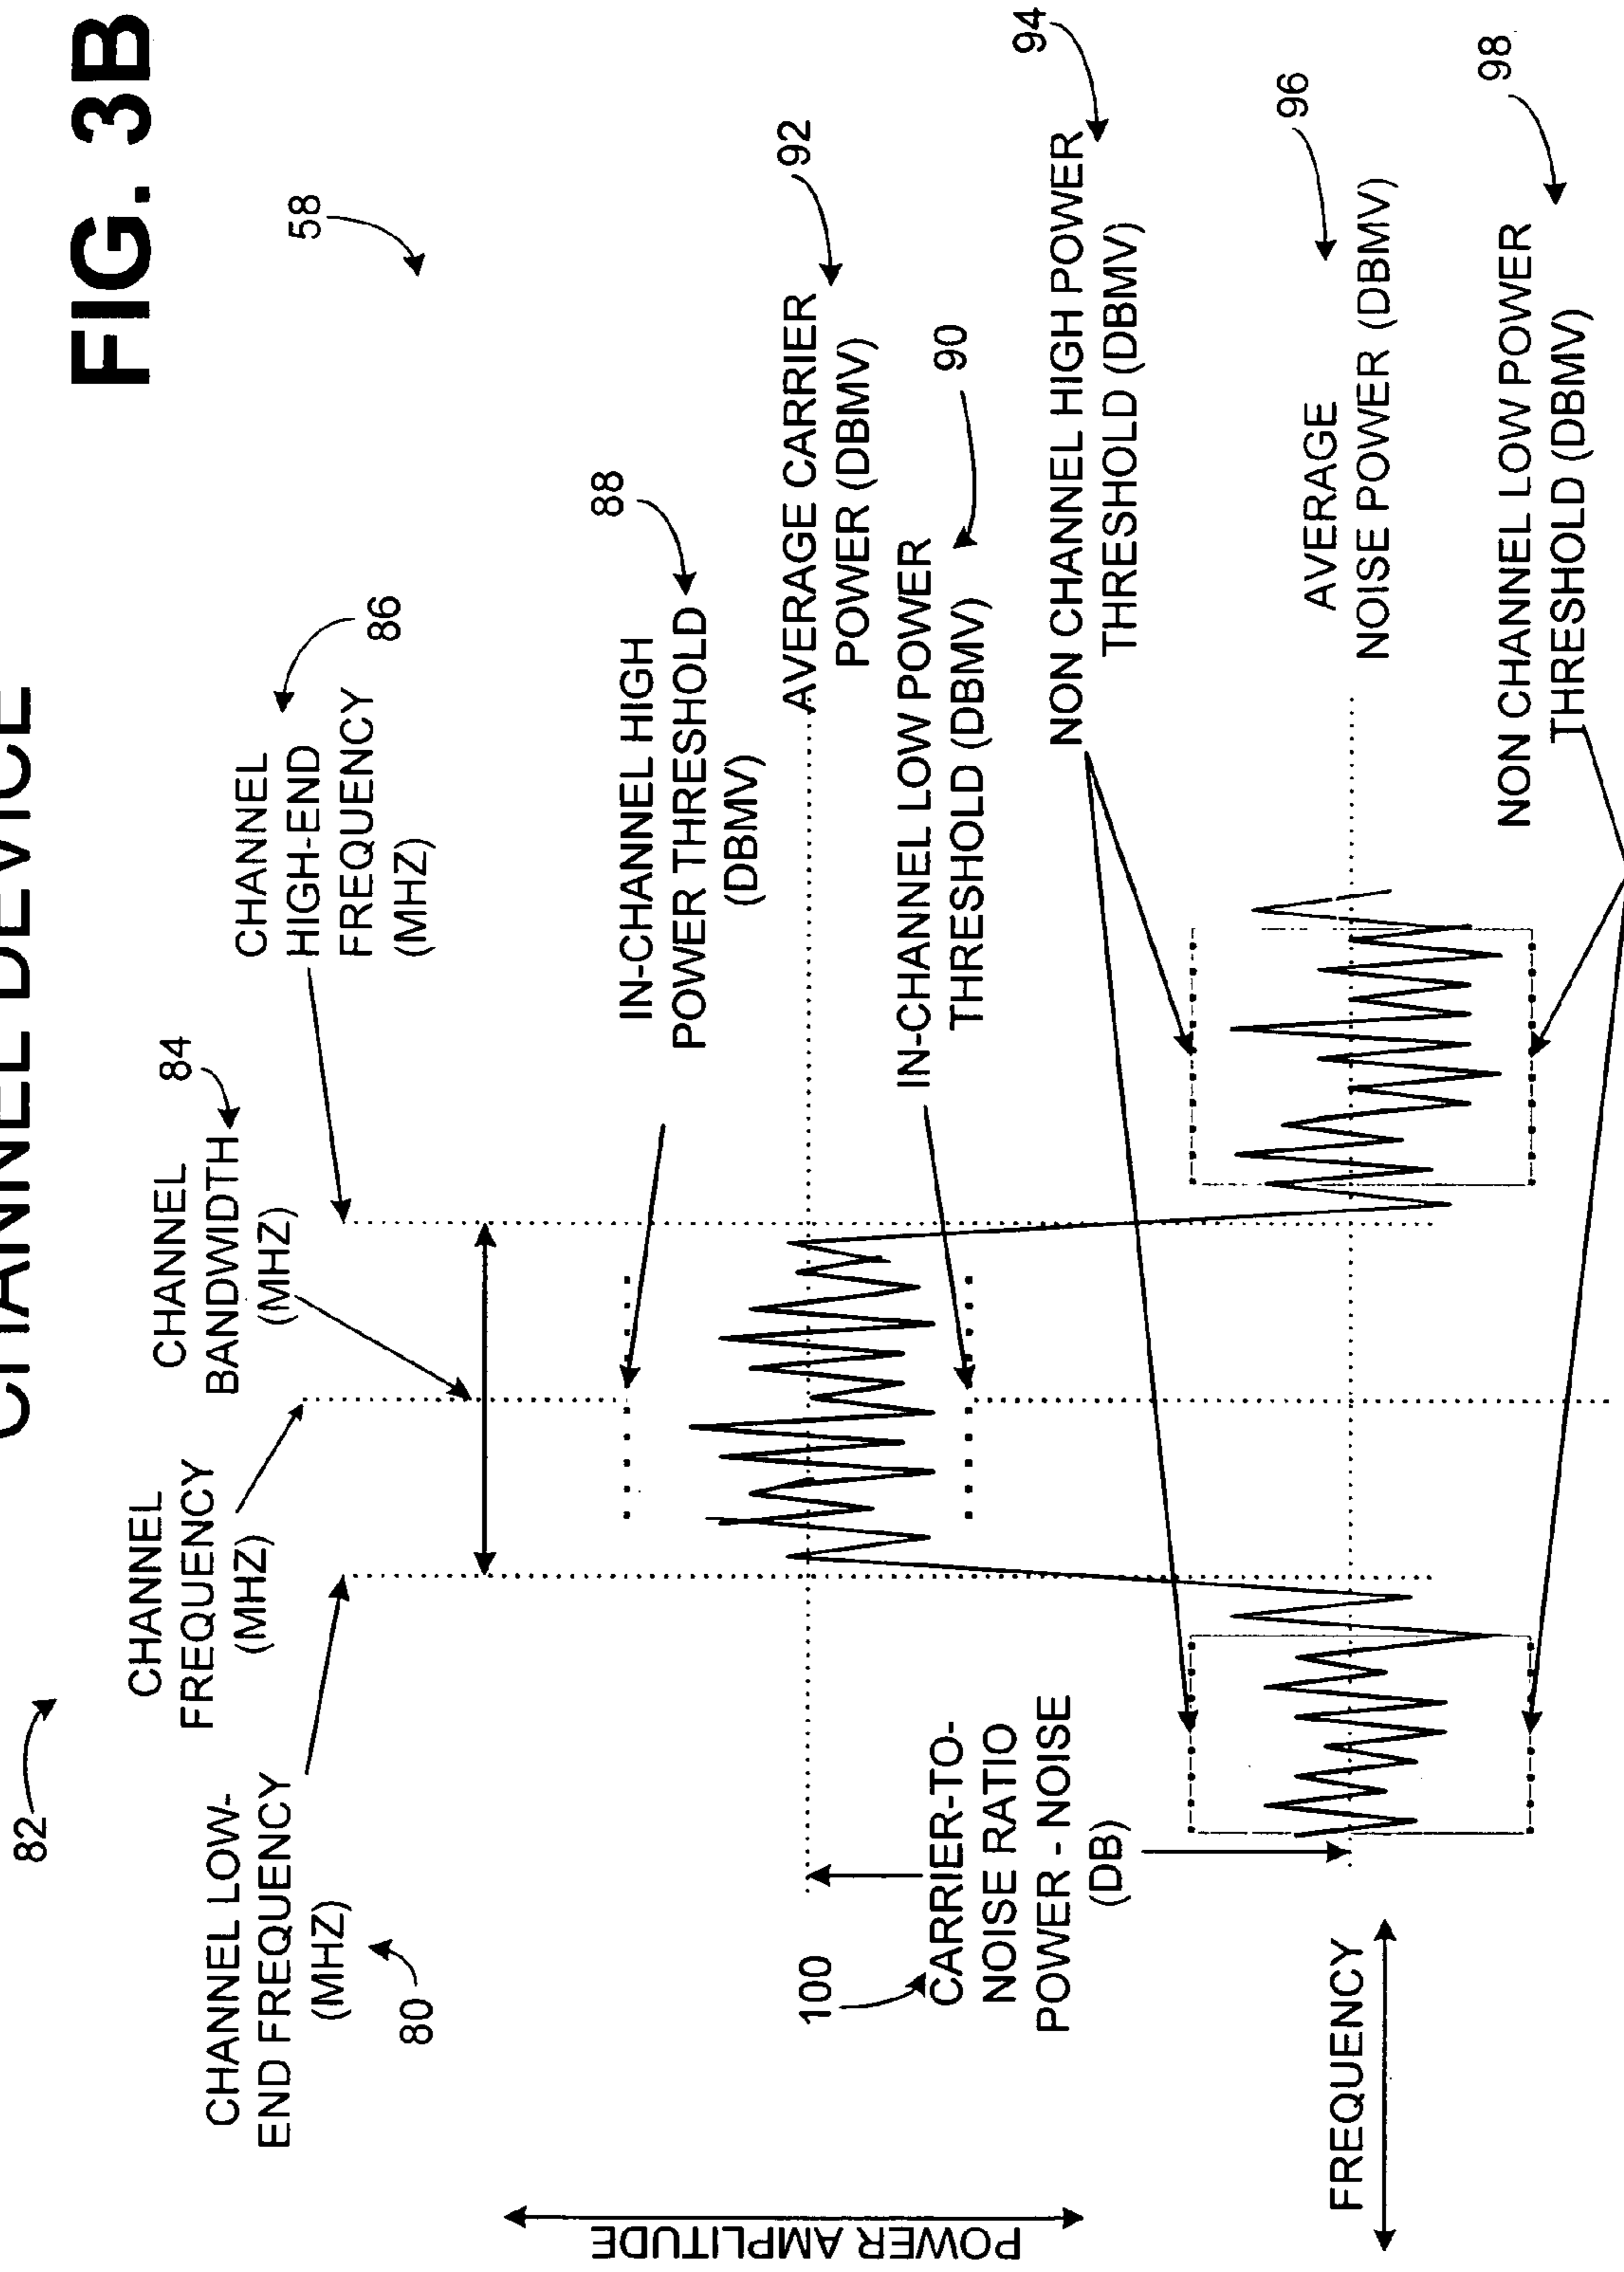 CHANNEL DEVICE
FIG. 3B
82
58
CHANNEL
FREQUENCY
(MHZ)
CHANNEL
BANDWIDTH
(MHZ)
84
CHANNEL LOW-
END FREQUENCY
(MHZ)
80
CHANNEL
HIGH-END
FREQUENCY
(MHZ)
86
IN-CHANNEL HIGH
POWER THRESHOLD
(DBMV)
88
AVERAGE CARRIER
POWER (DBMV)
92
IN-CHANNEL LOW POWER
THRESHOLD (DBMV)
90
100
CARRIER-TO-
NOISE RATIO
POWER - NOISE
(DB)
NON CHANNEL HIGH POWER
THRESHOLD (DBMV)
94
AVERAGE
NOISE POWER (DBMV)
96
NON CHANNEL LOW POWER
THRESHOLD (DBMV)
98
POWER AMPLITUDE
FREQUENCY